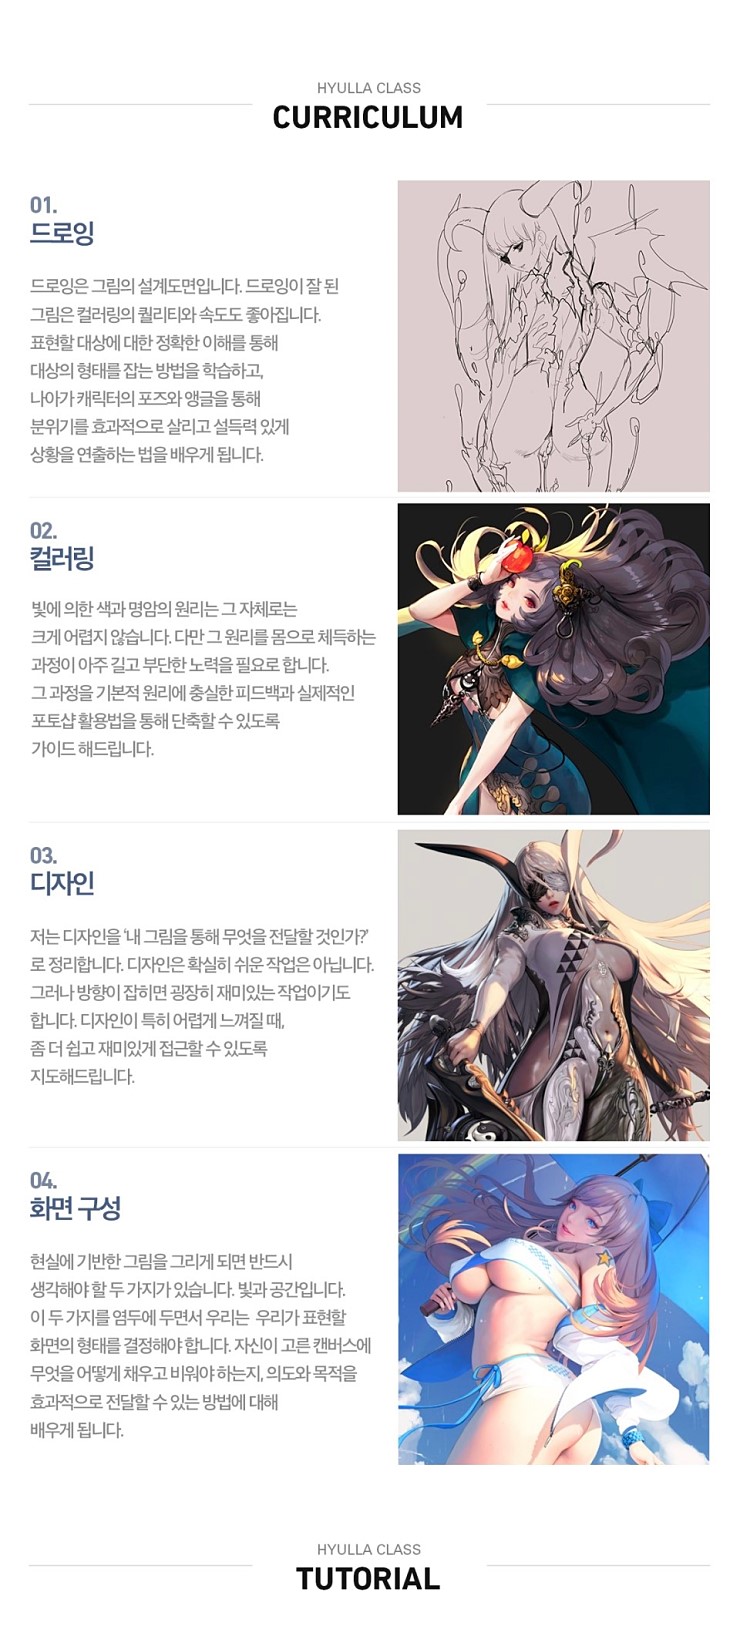 HYULLA CLASS
CURRICULUM
01.
드로잉
드로잉은 그림의 설계도면입니다. 드로잉이 잘 된
그림은 컬러링의 퀄리티와 속도도 좋아집니다.
표현할 대상에 대한 정확한 이해를 통해
대상의 형태를 잡는 방법을 학습하고,
나아가 캐릭터의 포즈와 앵글을 통해
분위기를 효과적으로 살리고 설득력 있게
상황을 연출하는 법을 배우게 됩니다.
02.
컬러링
빛에 의한 색과 명암의 원리는 그 자체로는
크게 어렵지 않습니다. 다만 그 원리를 몸으로 체득하는
과정이 아주 길고 부단한 노력을 필요로 합니다.
그 과정을 기본적 원리에 충실한 피드백과 실제적인
포토샵 활용법을 통해 단축할 수 있도록
가이드 해드립니다.
03.
디자인
저는 디자인을 '내 그림을 통해 무엇을 전달할 것인가?'
로 정리합니다. 디자인은 확실히 쉬운 작업은 아닙니다.
그러나 방향이 잡히면 굉장히 재미있는 작업이기도
합니다. 디자인이 특히 어렵게 느껴질 때,
좀 더 쉽고 재미있게 접근할 수 있도록
지도해드립니다.
04.
화면 구성
현실에 기반한 그림을 그리게 되면 반드시
생각해야 할 두 가지가 있습니다. 빛과 공간입니다.
이 두 가지를 염두에 두면서 우리는 우리가 표현할
화면의 형태를 결정해야 합니다. 자신이 고른 캔버스에
무엇을 어떻게 채우고 비워야 하는지, 의도와 목적을
효과적으로 전달할 수 있는 방법에 대해
배우게 됩니다.
HYULLA CLASS
TUTORIAL